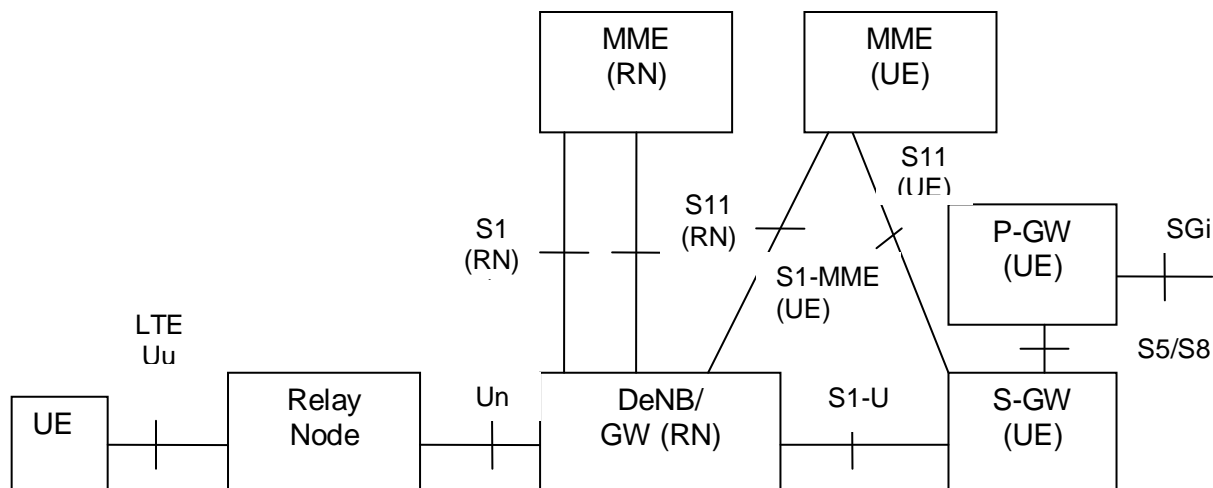 MME
(RN)
MME
(UE)
S11
(UE)
S1
(RN)
S11
(RN)
S1-MME
(UE)
P-GW
(UE)
SGi
S5/S8
LTE
Uu
UE
Relay
Node
Un
DeNB/
GW (RN)
S1-U
S-GW
(UE)